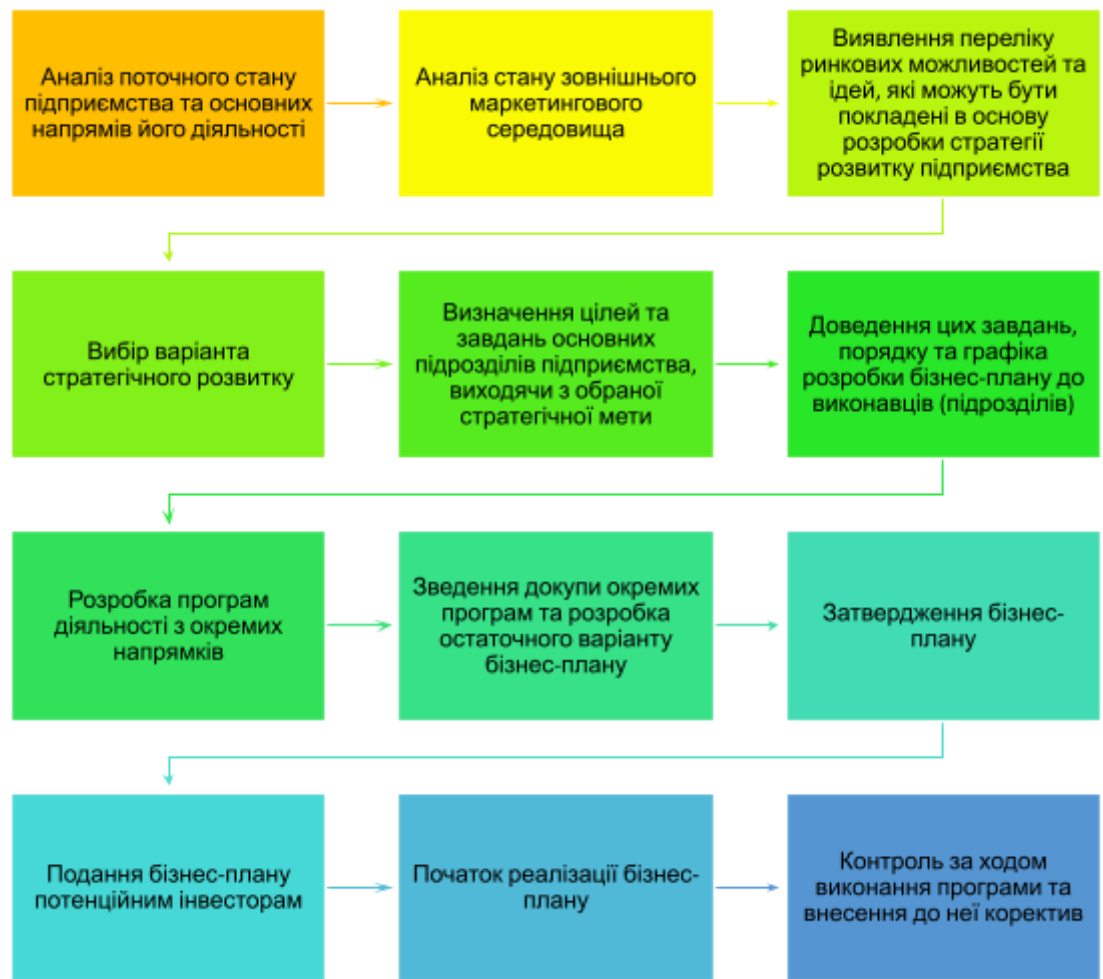 Аналіз поточного стану
підприємства та основних
напрямів його діяльності
Аналіз стану зовнішнього
маркетингового
середовища
Виявлення переліку
ринкових можливостей та
ідей, які можуть бути
покладені в основу
розробки стратегії
розвитку підприємства
Вибір варіанта
стратегічного розвитку
Визначення цілей та
завдань основних
підрозділів підприємства,
виходячи з обраної
стратегічної мети
Доведення цих завдань,
порядку та графіка
розробки бізнес-плану до
виконавців (підрозділів)
Розробка програм
діяльності з окремих
напрямків
Зведення докупи окремих
програм та розробка
остаточного варіанту
бізнес-плану
Затвердження бізнес-
плану
Подання бізнес-плану
потенційним інвесторам
Початок реалізації бізнес-
плану
Контроль за ходом
виконання програми та
внесення до неї коректив